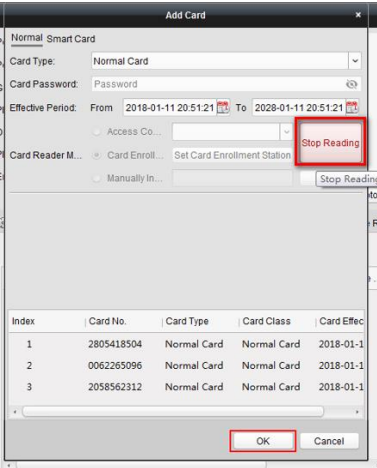 Add Card ×
Normal Smart Card
Card Type: Normal Card
Card Password: Password
Effective Period: From 2018-01-11 20:51:21 To 2028-01-11 20:51:21
Access Co...
Card Reader M... Card Enroll... Set Card Enrollment Station Stop Reading
Manually In... Stop Reading
Index Card No. Card Type Card Class Card Effec
1 2805418504 Normal Card Normal Card 2018-01-1
2 0062265096 Normal Card Normal Card 2018-01-1
3 2058562312 Normal Card Normal Card 2018-01-1
OK Cancel